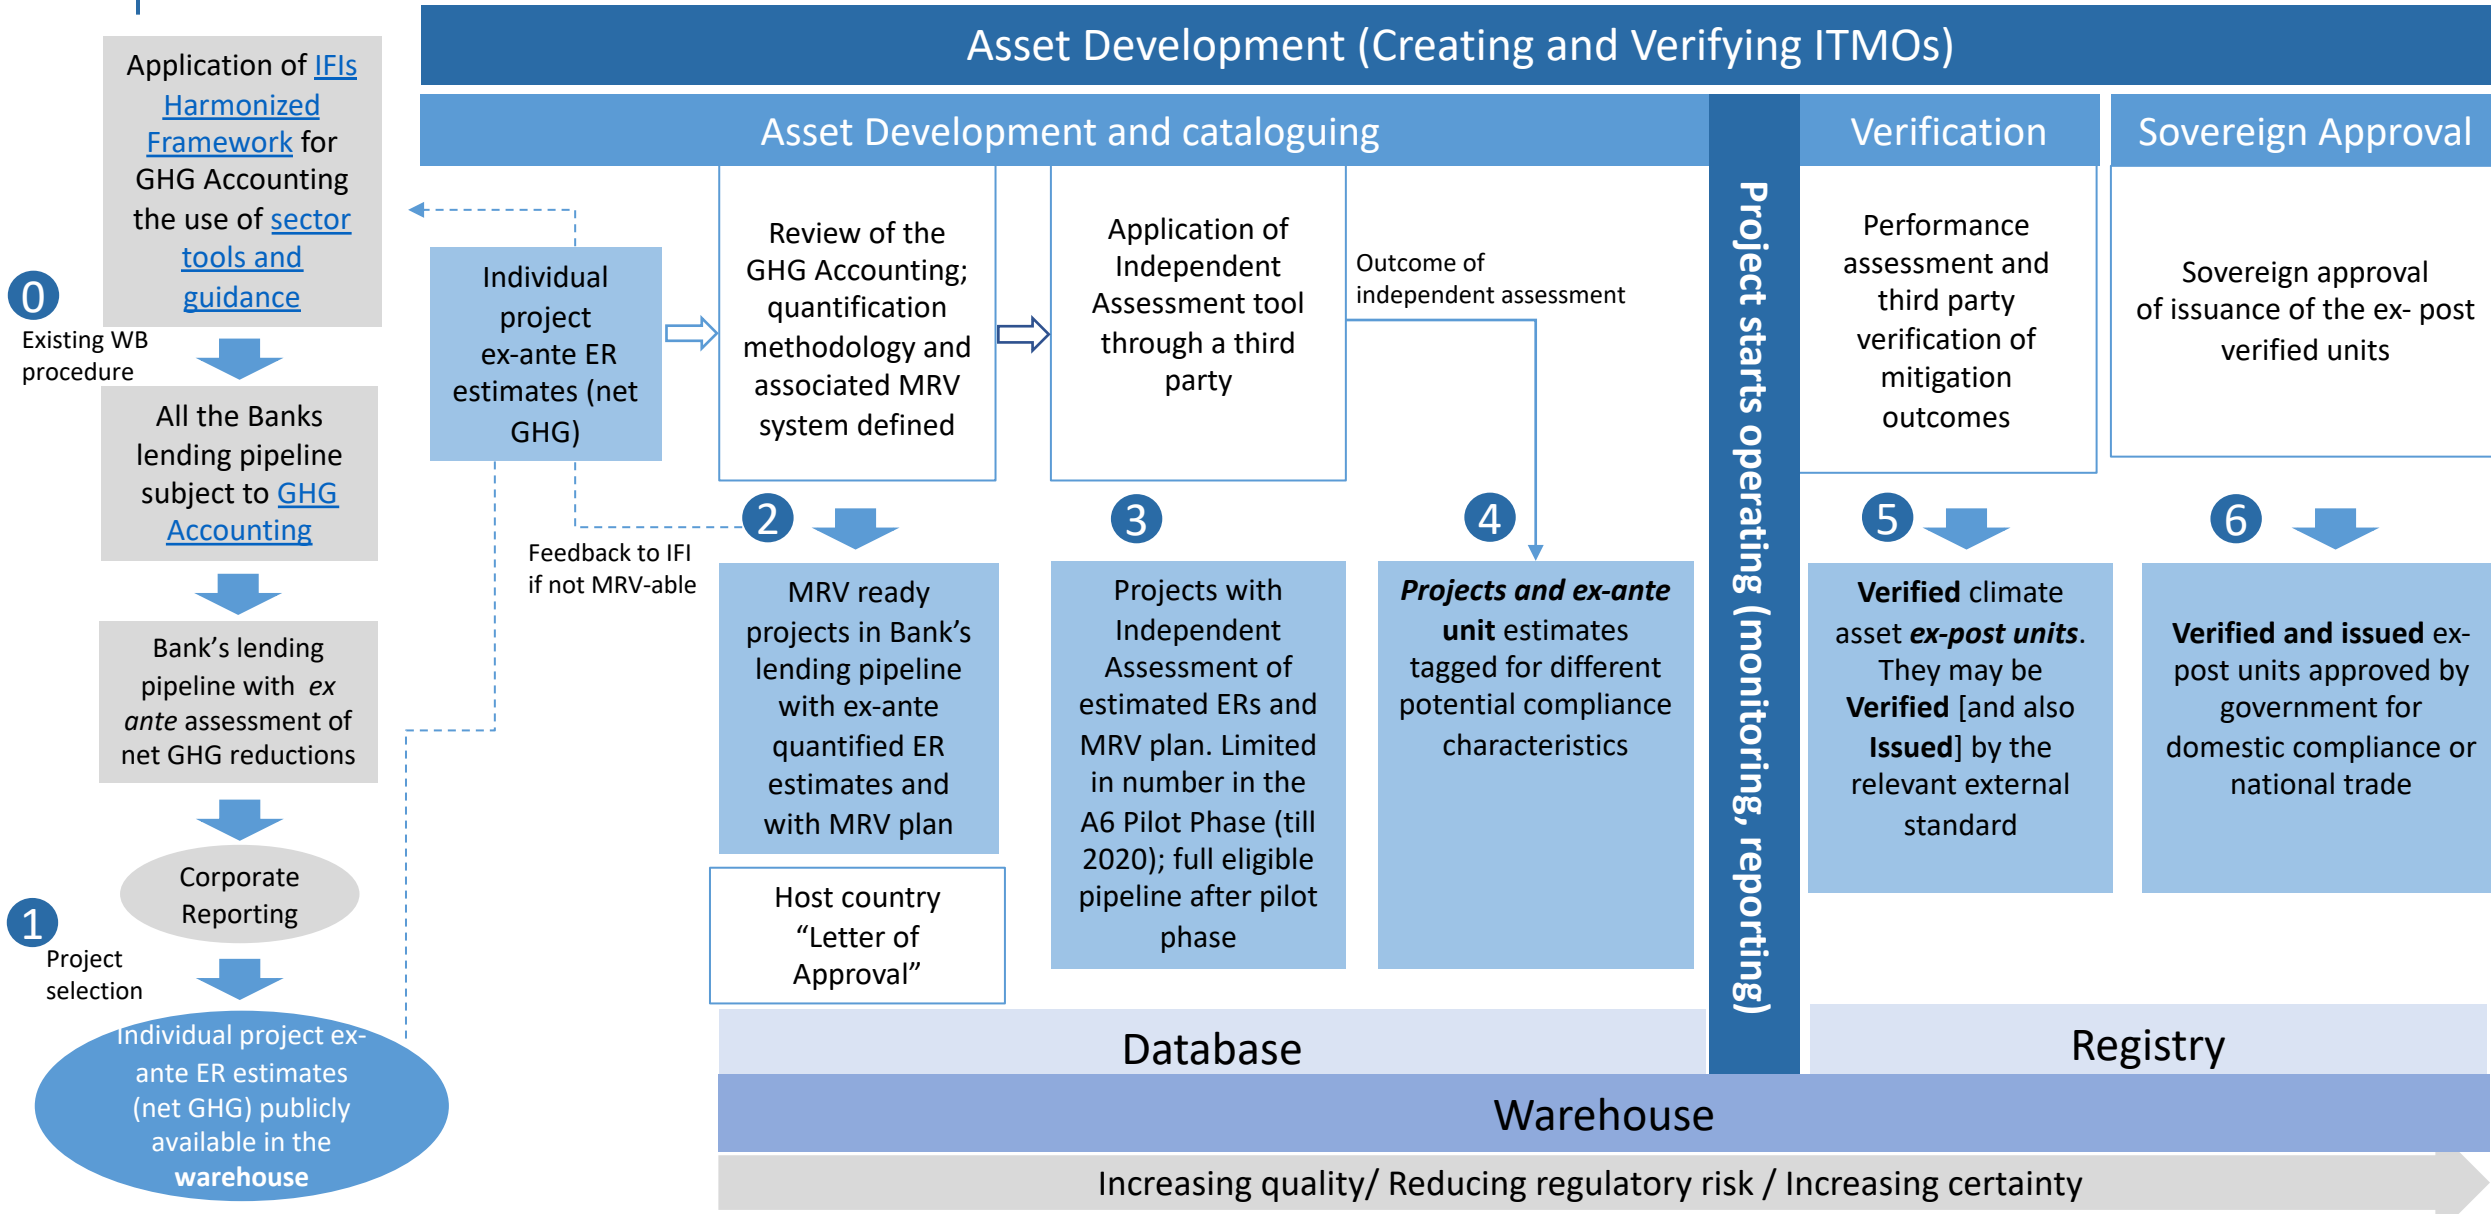 Asset Development (Creating and Verifying ITMOs)
Asset Development and cataloguing
Verification
Sovereign Approval
Application of IFIs
Harmonized
Framework for
GHG Accounting
the use of sector
tools and
guidance
0
Existing WB
procedure
All the Banks
lending pipeline
subject to GHG
Accounting
Bank’s lending
pipeline with ex
ante assessment of
net GHG reductions
Corporate
Reporting
1
Project
selection
Individual project ex-
ante ER estimates
(net GHG) publicly
available in the
warehouse
Individual
project
ex-ante ER
estimates (net
GHG)
Feedback to IFI
if not MRV-able
Review of the
GHG Accounting;
quantification
methodology and
associated MRV
system defined
2
MRV ready
projects in Bank’s
lending pipeline
with ex-ante
quantified ER
estimates and
with MRV plan
Host country
“Letter of
Approval”
Application of
Independent
Assessment tool
through a third
party
3
Projects with
Independent
Assessment of
estimated ERs and
MRV plan. Limited
in number in the
A6 Pilot Phase (till
2020); full eligible
pipeline after pilot
phase
Outcome of
independent assessment
4
Projects and ex-ante
unit estimates
tagged for different
potential compliance
characteristics
Project starts operating (monitoring, reporting)
Performance
assessment and
third party
verification of
mitigation
outcomes
5
Verified climate
asset ex-post units.
They may be
Verified [and also
Issued] by the
relevant external
standard
Sovereign approval
of issuance of the ex- post
verified units
6
Verified and issued ex-
post units approved by
government for
domestic compliance or
national trade
Database
Registry
Warehouse
Increasing quality/ Reducing regulatory risk / Increasing certainty